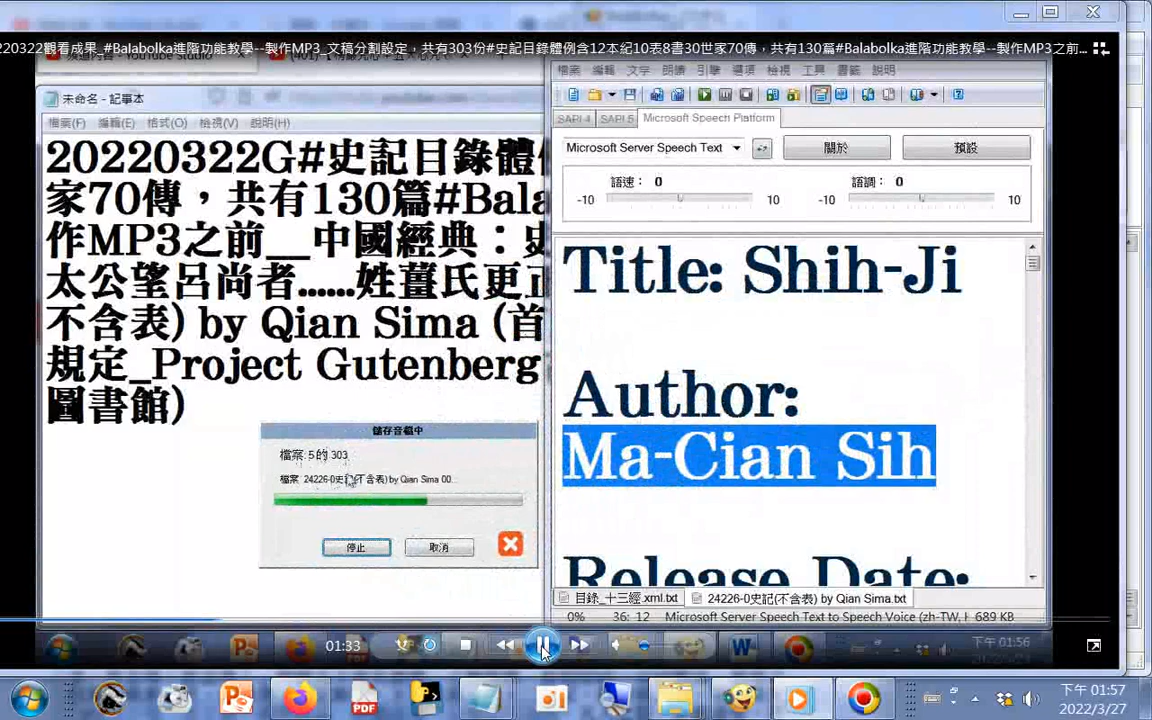 220322觀看成果_#Balabolka進階功能教學--製作MP3_文稿分割設定，共有303份#史記目錄體例含12本紀10表8書30世家70傳，共有130篇#Balabolka進階功能教學--製作MP3之前...
未命名 - 記事本
檔案(F) 編輯(E) 格式(O) 檢視(V) 說明(H)
20220322G#史記目錄體
家70傳，共有130篇#Bala
作MP3之前__中國經典：史
太公望呂尚者......姓薑氏更
不含表) by Qian Sima (首
規定_Project Gutenberg
圖書館)
儲存音檔中
檔案: 5的 303
檔案 24226-0史記(不含表) by Qian Sima 00...
停止 取消
檔案 編輯 文字 朗讀 引擎 選項 檢視 工具 書籤 說明
SAPI 4 SAPI 5 Microsoft Speech Platform
Microsoft Server Speech Text 關於 預設
語速： 0 語調： 0
-10 10 -10 10
Title: Shih-Ji
Author:
Ma-Cian Sih
Release Date:
目錄_十三經.xml.txt 24226-0史記(不含表) by Qian Sima.txt
0% 36: 12 Microsoft Server Speech Text to Speech Voice (zh-TW, 689 KB
01:33
下午 01:56
下午 01:57
2022/3/27